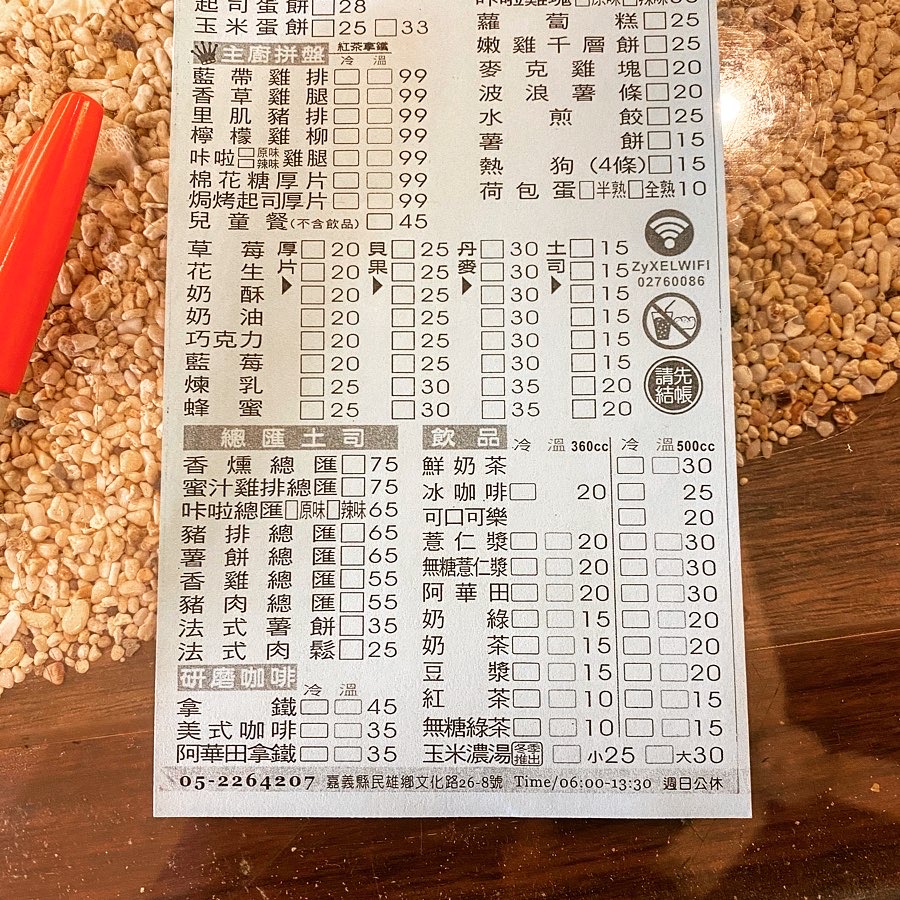 起司蛋餅□28
玉米蛋餅□25□33
主廚拼盤 紅茶拿鐵 冷 溫
藍帶雞排□□99
香草雞腿□□99
里肌豬排□□99
檸檬雞柳□□99
咔啦□原味□辣味雞腿□□99
棉花糖厚片□□99
焗烤起司厚片□□99
兒童餐(不含飲品)□45
蘿蔔糕□25
嫩雞千層餅□25
麥克雞塊□20
波浪薯條□20
水煎餃□25
薯餅□15
熱狗(4條)□15
荷包蛋□半熟□全熟10
草莓 厚片▶□20 貝果▶□25 丹麥▶□30 土司▶□15
花生□20□25□30□15
奶酥□20□25□30□15
奶油□20□25□30□15
巧克力□20□25□30□15
藍莓□20□25□30□15
煉乳□25□30□35□20
蜂蜜□25□30□35□20
ZyXELWIFI
02760086
請先
結帳
總匯土司
香燻總匯□75
蜜汁雞排總匯□75
咔啦總匯□原味□辣味65
豬排總匯□65
薯餅總匯□65
香雞總匯□55
豬肉總匯□55
法式薯餅□35
法式肉鬆□25
研磨咖啡 冷 溫
拿鐵□□45
美式咖啡□□35
阿華田拿鐵□□35
飲品 冷 溫 360cc 冷 溫 500cc
鮮奶茶 □□30
冰咖啡□20 □25
可口可樂 □20
薏仁漿□□20□□30
無糖薏仁漿□□20□□30
阿華田□□20□□30
奶綠□□15□□20
奶茶□□15□□20
豆漿□□15□□20
紅茶□□10□□15
無糖綠茶□□10□□15
玉米濃湯 冬季推出 □小25 □大30
05-2264207 嘉義縣民雄鄉文化路26-8號 Time/06:00-13:30 週日公休